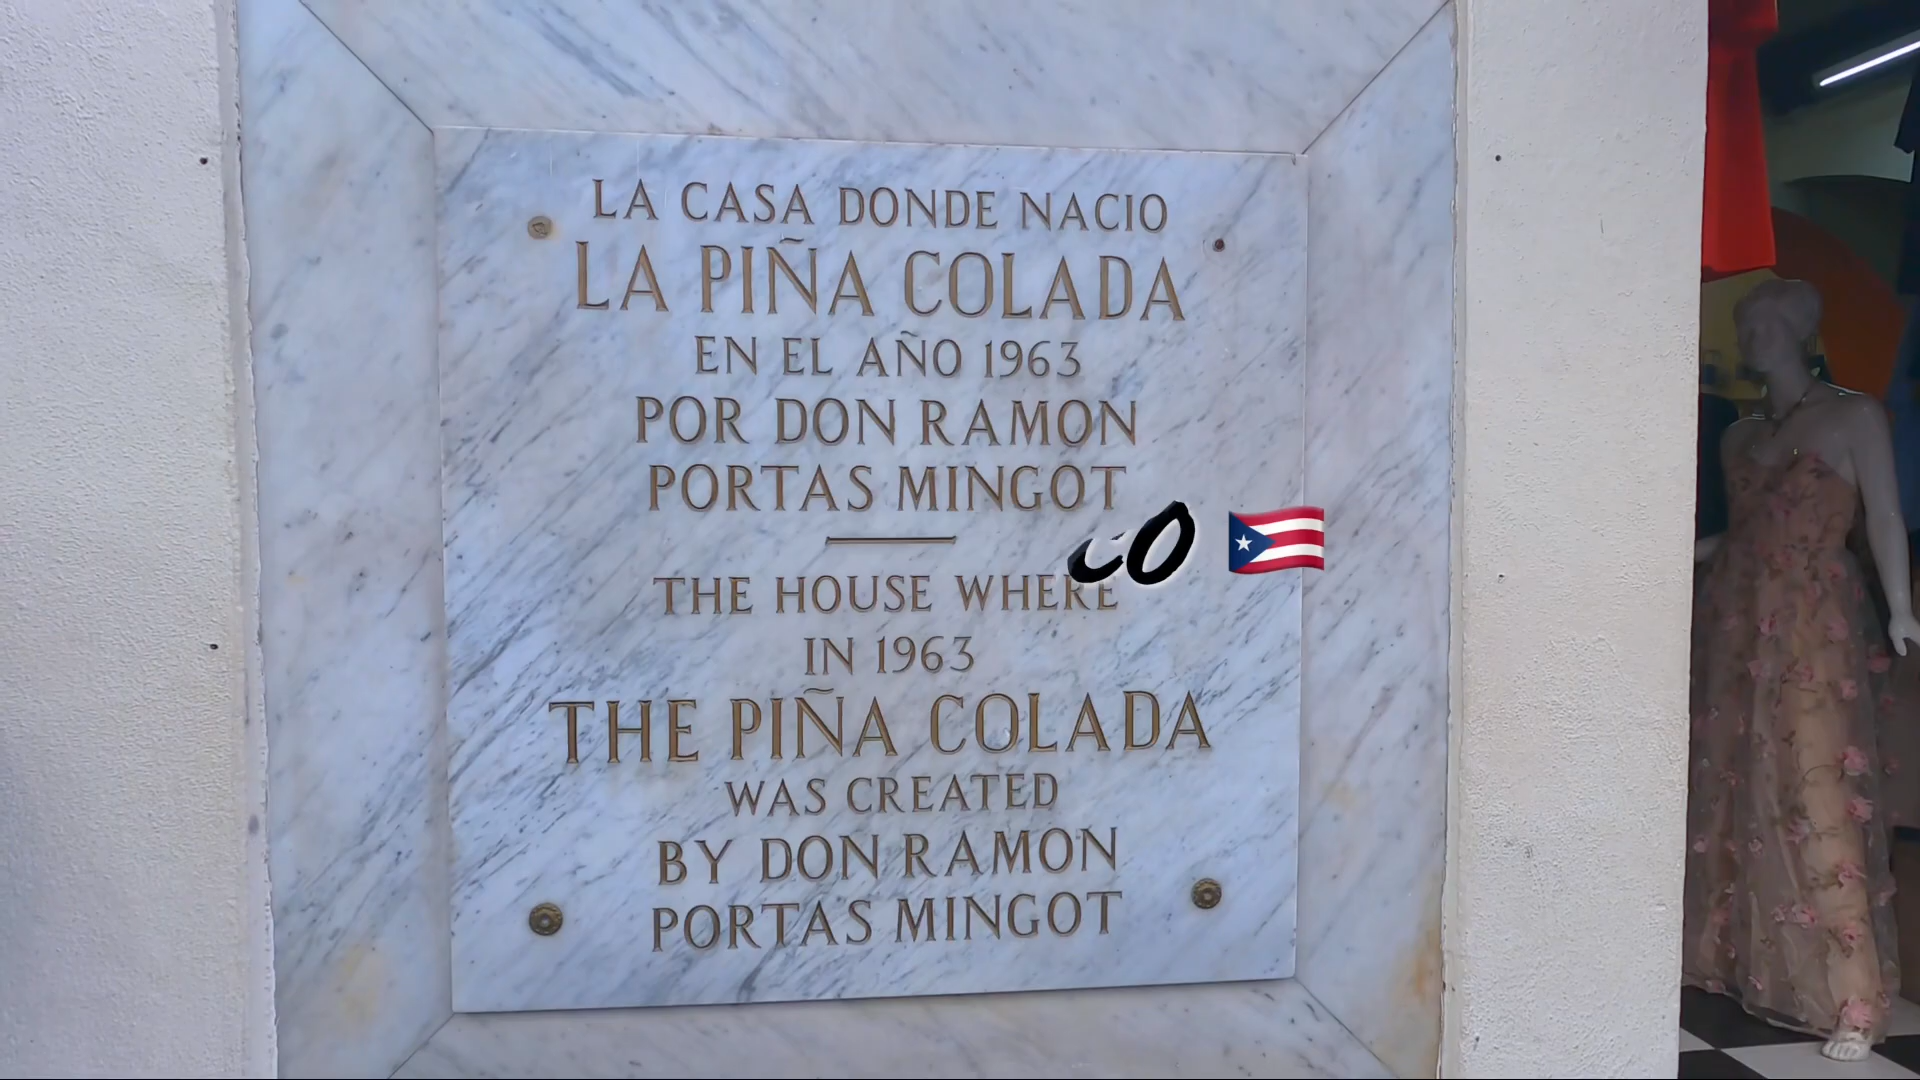 LA CASA DONDE NACIO
LA PIÑA COLADA
EN EL AÑO 1963
POR DON RAMON
PORTAS MINGOT
THE HOUSE WHERE
IN 1963
THE PIÑA COLADA
WAS CREATED
BY DON RAMON
PORTAS MINGOT